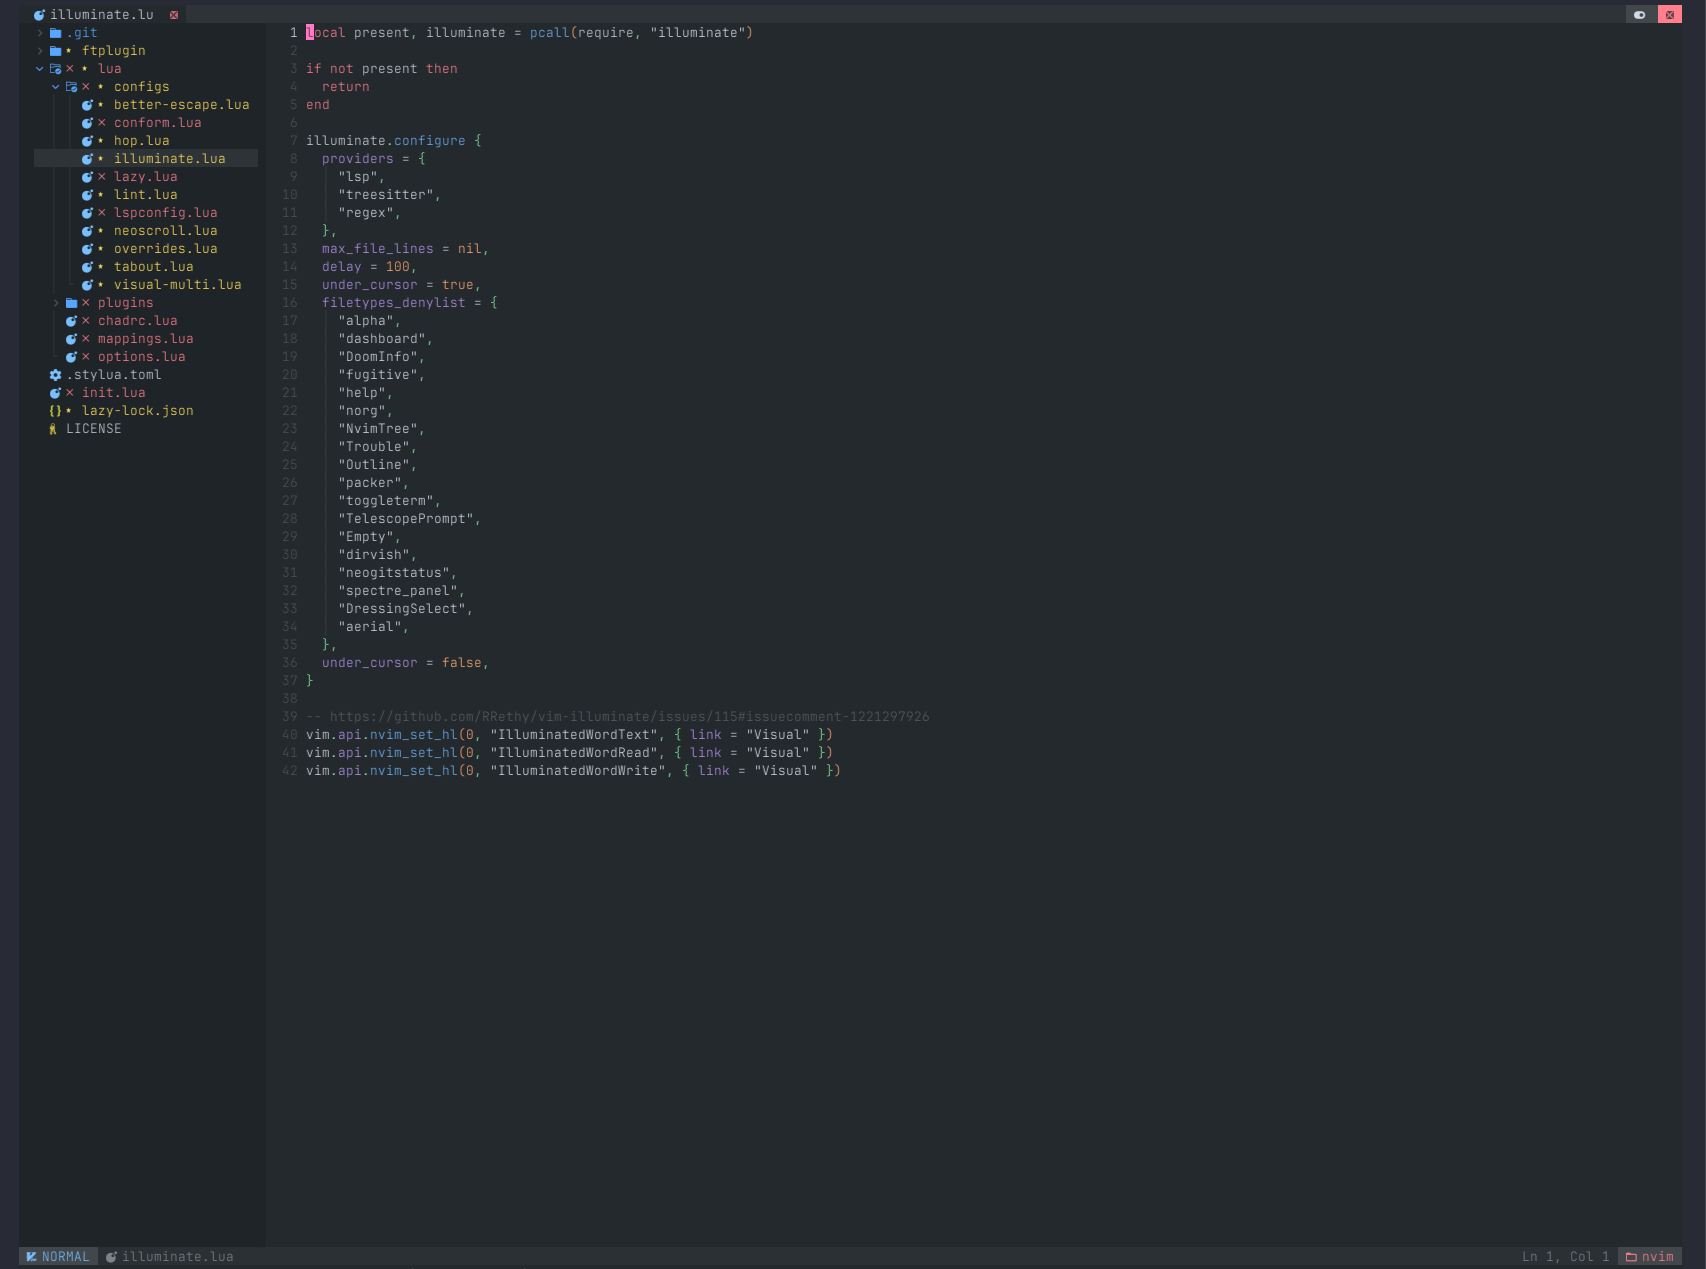 illuminate.lu
.git
ftplugin
lua
configs
better-escape.lua
conform.lua
hop.lua
illuminate.lua
lazy.lua
lint.lua
lspconfig.lua
neoscroll.lua
overrides.lua
tabout.lua
visual-multi.lua
plugins
chadrc.lua
mappings.lua
options.lua
.stylua.toml
init.lua
{} lazy-lock.json
LICENSE
1 local present, illuminate = pcall(require, "illuminate")
2
3 if not present then
4   return
5 end
6
7 illuminate.configure {
8   providers = {
9     "lsp",
10     "treesitter",
11     "regex",
12   },
13   max_file_lines = nil,
14   delay = 100,
15   under_cursor = true,
16   filetypes_denylist = {
17     "alpha",
18     "dashboard",
19     "DoomInfo",
20     "fugitive",
21     "help",
22     "norg",
23     "NvimTree",
24     "Trouble",
25     "Outline",
26     "packer",
27     "toggleterm",
28     "TelescopePrompt",
29     "Empty",
30     "dirvish",
31     "neogitstatus",
32     "spectre_panel",
33     "DressingSelect",
34     "aerial",
35   },
36   under_cursor = false,
37 }
38
39 -- https://github.com/RRethy/vim-illuminate/issues/115#issuecomment-1221297926
40 vim.api.nvim_set_hl(0, "IlluminatedWordText", { link = "Visual" })
41 vim.api.nvim_set_hl(0, "IlluminatedWordRead", { link = "Visual" })
42 vim.api.nvim_set_hl(0, "IlluminatedWordWrite", { link = "Visual" })
NORMAL illuminate.lua Ln 1, Col 1 nvim